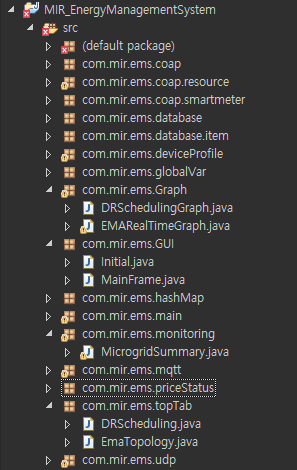 MIR_EnergyManagementSystem
src
(default package)
com.mir.ems.coap
com.mir.ems.coap.resource
com.mir.ems.coap.smartmeter
com.mir.ems.database
com.mir.ems.database.item
com.mir.ems.deviceProfile
com.mir.ems.globalVar
com.mir.ems.Graph
DRSchedulingGraph.java
EMARealTimeGraph.java
com.mir.ems.GUI
Initial.java
MainFrame.java
com.mir.ems.hashMap
com.mir.ems.main
com.mir.ems.monitoring
MicrogridSummary.java
com.mir.ems.mqtt
com.mir.ems.priceStatus
com.mir.ems.topTab
DRScheduling.java
EmaTopology.java
com.mir.ems.udp